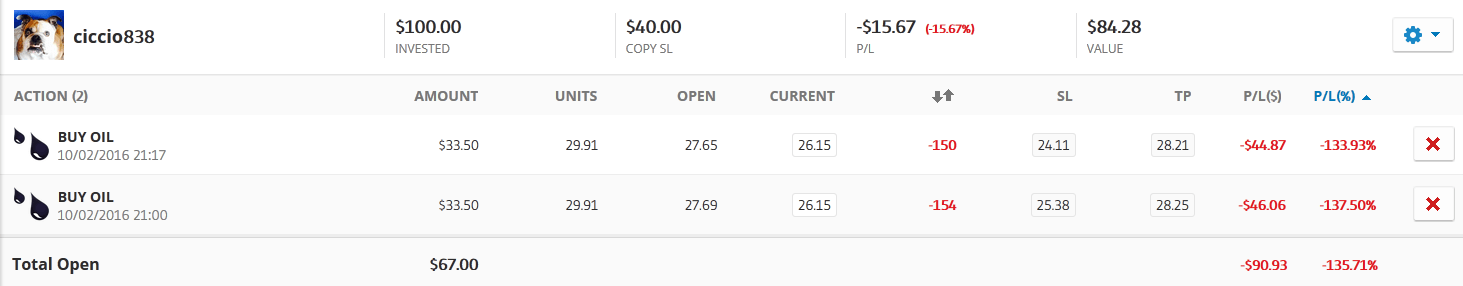 ciccio838
$100.00 $40.00 -$15.67 (-15.67%) $84.28
INVESTED COPY SL P/L VALUE
ACTION (2) AMOUNT UNITS OPEN CURRENT SL TP P/L($) P/L(%)
BUY OIL
10/02/2016 21:17
$33.50 29.91 27.65 26.15 -150 24.11 28.21 -$44.87 -133.93%
BUY OIL
10/02/2016 21:00
$33.50 29.91 27.69 26.15 -154 25.38 28.25 -$46.06 -137.50%
Total Open $67.00 -$90.93 -135.71%